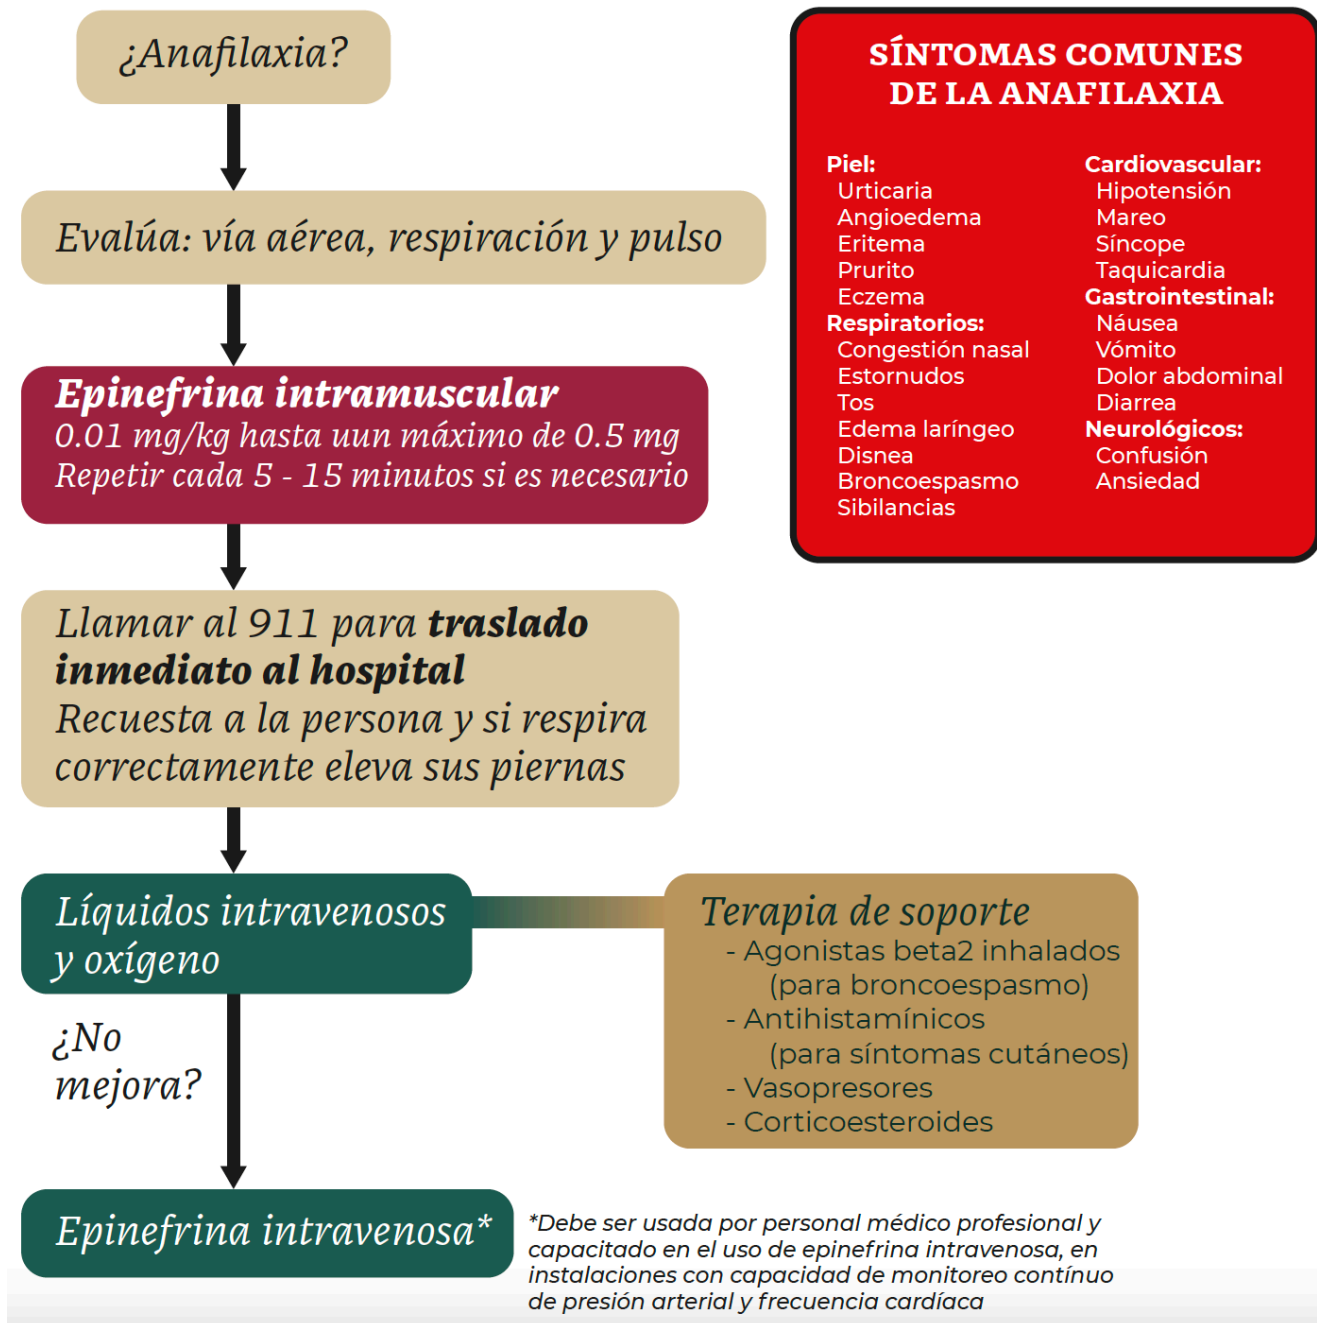 ¿Anafilaxia?
Evalúa: vía aérea, respiración y pulso
Epinefrina intramuscular
0.01 mg/kg hasta uun máximo de 0.5 mg
Repetir cada 5 - 15 minutos si es necesario
Llamar al 911 para traslado
inmediato al hospital
Recuesta a la persona y si respira
correctamente eleva sus piernas
Líquidos intravenosos
y oxígeno
¿No
mejora?
Epinefrina intravenosa*
Terapia de soporte
- Agonistas beta2 inhalados
(para broncoespasmo)
- Antihistamínicos
(para síntomas cutáneos)
- Vasopresores
- Corticoesteroides
*Debe ser usada por personal médico profesional y
capacitado en el uso de epinefrina intravenosa, en
instalaciones con capacidad de monitoreo contínuo
de presión arterial y frecuencia cardíaca
SÍNTOMAS COMUNES
DE LA ANAFILAXIA
Piel:
Urticaria
Angioedema
Eritema
Prurito
Eczema
Respiratorios:
Congestión nasal
Estornudos
Tos
Edema laríngeo
Disnea
Broncoespasmo
Sibilancias
Cardiovascular:
Hipotensión
Mareo
Síncope
Taquicardia
Gastrointestinal:
Náusea
Vómito
Dolor abdominal
Diarrea
Neurológicos:
Confusión
Ansiedad